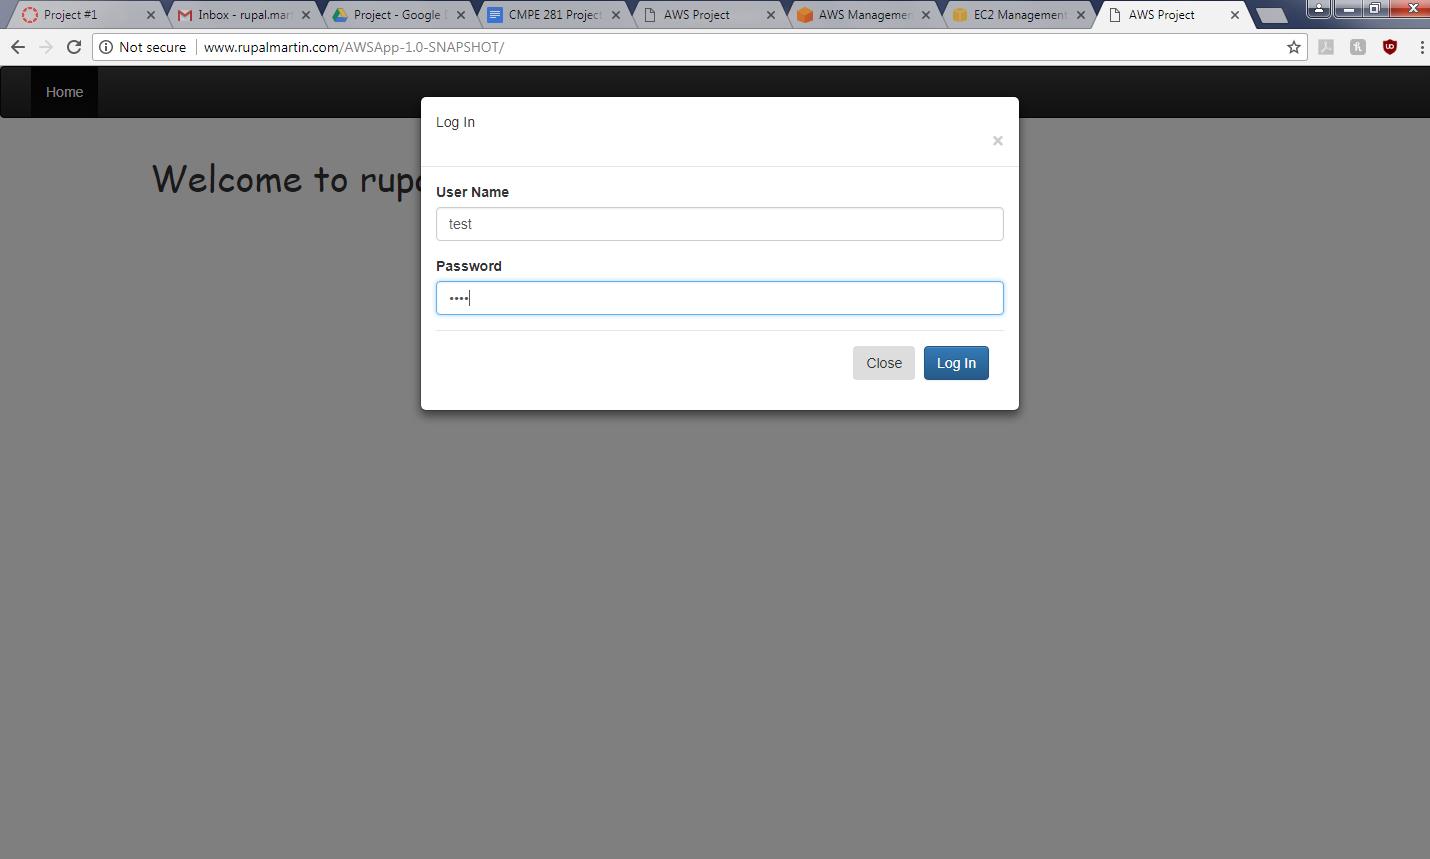 Project #1
Inbox - rupal.mar
Project - Google
CMPE 281 Project
AWS Project
AWS Managemen
EC2 Management
AWS Project
Not secure
www.rupalmartin.com/AWSApp-1.0-SNAPSHOT/
Home
Log In
×
Welcome to rupa
User Name
test
Password
••••
Close
Log In